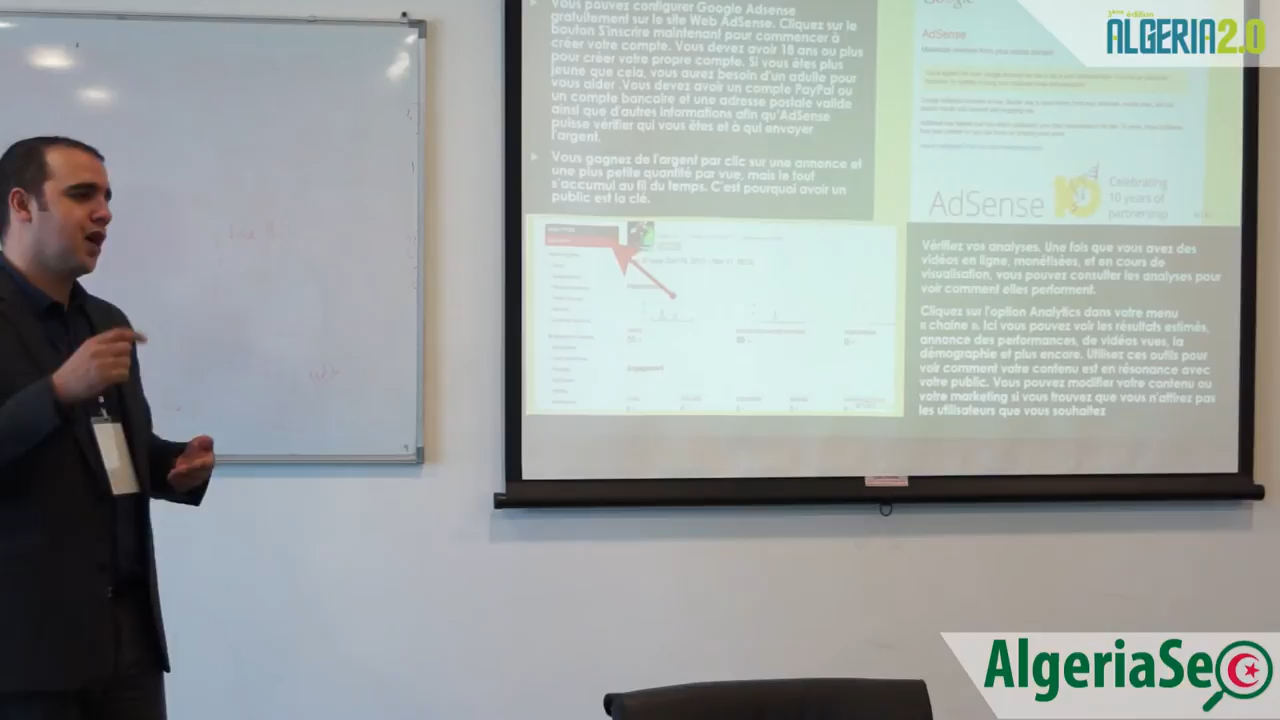 Vous pouvez configurer Google Adsense
gratuitement sur le site Web AdSense. Cliquez sur le
bouton S'inscrire maintenant pour commencer à
créer votre compte. Vous devez avoir 18 ans ou plus
pour créer votre propre compte. Si vous êtes plus
jeune que cela, vous aurez besoin d'un adulte pour
vous aider .Vous devez avoir un compte PayPal ou
un compte bancaire et une adresse postale valide
ainsi que d'autres informations afin qu'AdSense
puisse vérifier qui vous êtes et à qui envoyer
l'argent.
Vous gagnez de l'argent par clic sur une annonce et
une plus petite quantité par vue, mais le tout
s'accumul au fil du temps. C'est pourquoi avoir un
public est la clé.
Google
AdSense
AdSense
10
Celebrating
10 years of
partnership
Vérifiez vos analyses. Une fois que vous avez des
vidéos en ligne, monétisées, et en cours de
visualisation, vous pouvez consulter les analyses pour
voir comment elles performent.
Cliquez sur l'option Analytics dans votre menu
« chaîne ». Ici vous pouvez voir les résultats estimés,
annonce des performances, de vidéos vues, la
démographie et plus encore. Utilisez ces outils pour
voir comment votre contenu est en résonance avec
votre public. Vous pouvez modifier votre contenu ou
votre marketing si vous trouvez que vous n'attirez pas
les utilisateurs que vous souhaitez
3ème édition
ALGERIA2.0
AlgeriaSeo